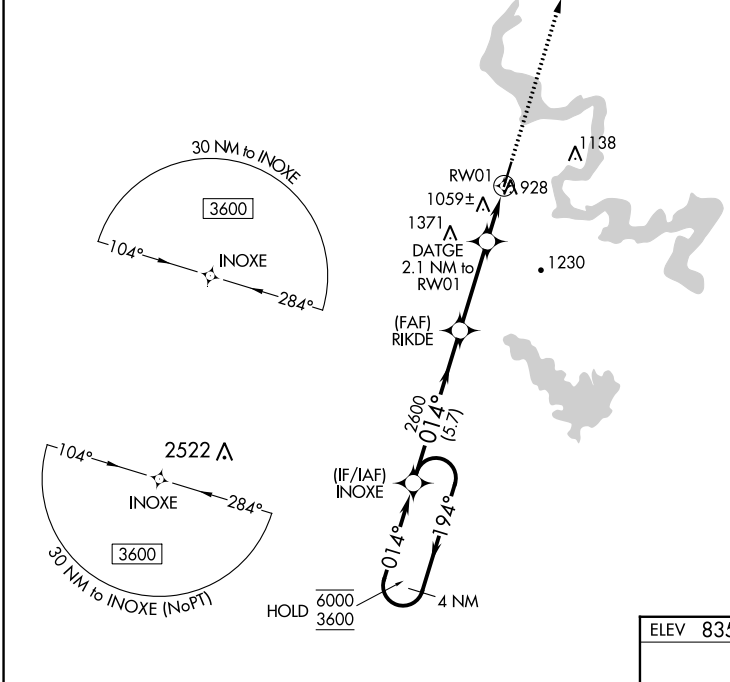 30 NM to INOXE
3600
104°
INOXE
284°
1138
RW01
928
1059±
1371
DATGE
2.1 NM to
RW01
1230
(FAF)
RIKDE
2600
014°
(5.7)
104°
2522
INOXE
284°
3600
30 NM to INOXE (NoPT)
(IF/IAF)
INOXE
014°
194°
HOLD
6000
3600
4 NM
ELEV 835